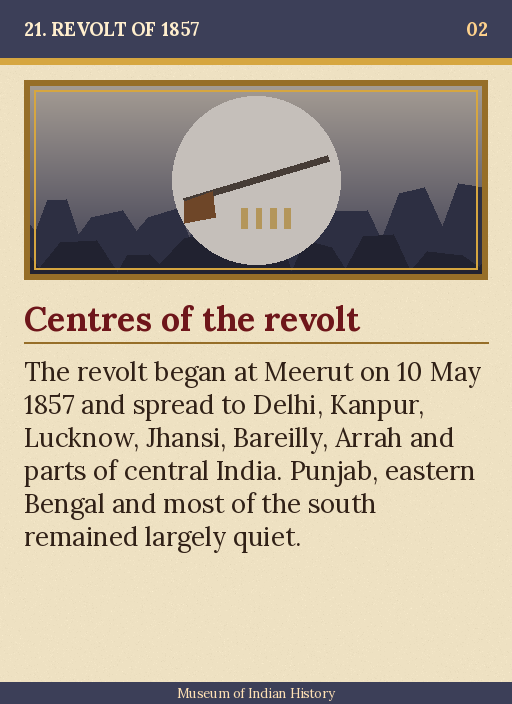 21. REVOLT OF 1857
02
Centres of the revolt
The revolt began at Meerut on 10 May
1857 and spread to Delhi, Kanpur,
Lucknow, Jhansi, Bareilly, Arrah and
parts of central India. Punjab, eastern
Bengal and most of the south
remained largely quiet.
Museum of Indian History